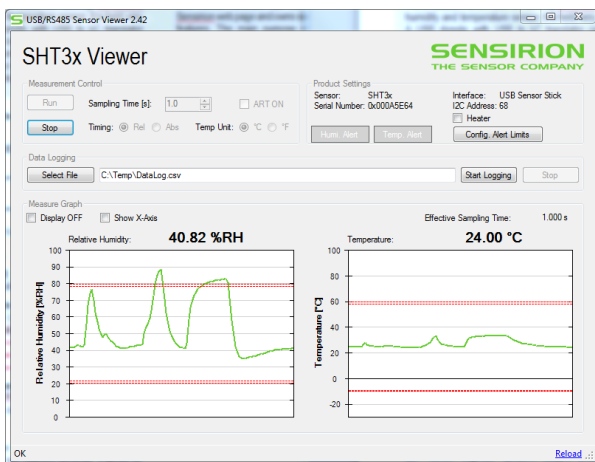 USB/RS485 Sensor Viewer 2.42
SHT3x Viewer
SENSIRION
THE SENSOR COMPANY
Measurement Control
Run
Sampling Time [s]: 1.0
ART ON
Stop
Timing: Rel Abs Temp Unit: °C °F
Product Settings
Sensor: SHT3x
Serial Number: 0x000A5E64
Interface: USB Sensor Stick
I2C Address: 68
Heater
Hum. Alert
Temp. Alert
Config. Alert Limits
Data Logging
Select File
C:\Temp\DataLog.csv
Start Logging
Stop
Measure Graph
Display OFF
Show X-Axis
Effective Sampling Time: 1.000 s
Relative Humidity: 40.82 %RH
Relative Humidity [%RH]
100
90
80
70
60
50
40
30
20
10
0
Temperature: 24.00 °C
Temperature [°C]
100
80
60
40
20
0
-20
OK
Reload